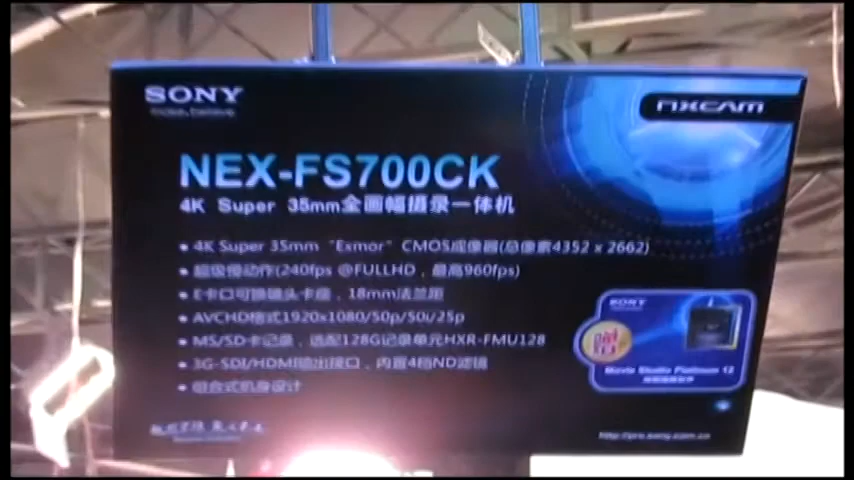 SONY
NXCAM
NEX-FS700CK
4K Super 35mm全画幅摄录一体机
• 4K Super 35mm "Exmor" CMOS成像器(总像素4352 x 2662)
• 超级慢动作(240fps @FULLHD，最高960fps)
• E卡口可换镜头卡座，18mm法兰距
• AVCHD格式1920x1080/50p/50i/25p
• MS/SD卡记录，选配128G记录单元HXR-FMU128
• 3G-SDI/HDMI输出接口，内置4档ND滤镜
• 组合式机身设计
SONY
Movie Studio Platinum 12
http://pro.sony.com.cn